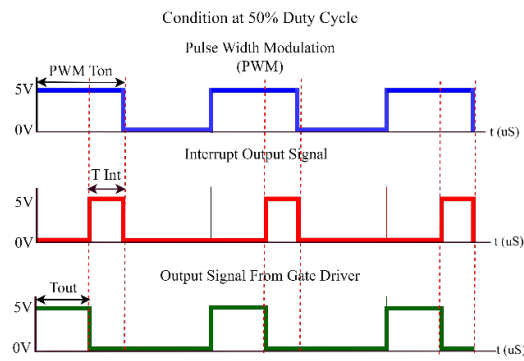 Condition at 50% Duty Cycle
Pulse Width Modulation
(PWM)
PWM Ton
5V
0V
t (uS)
Interrupt Output Signal
T Int
5V
0V
t (uS)
Output Signal From Gate Driver
Tout
5V
0V
t (uS)